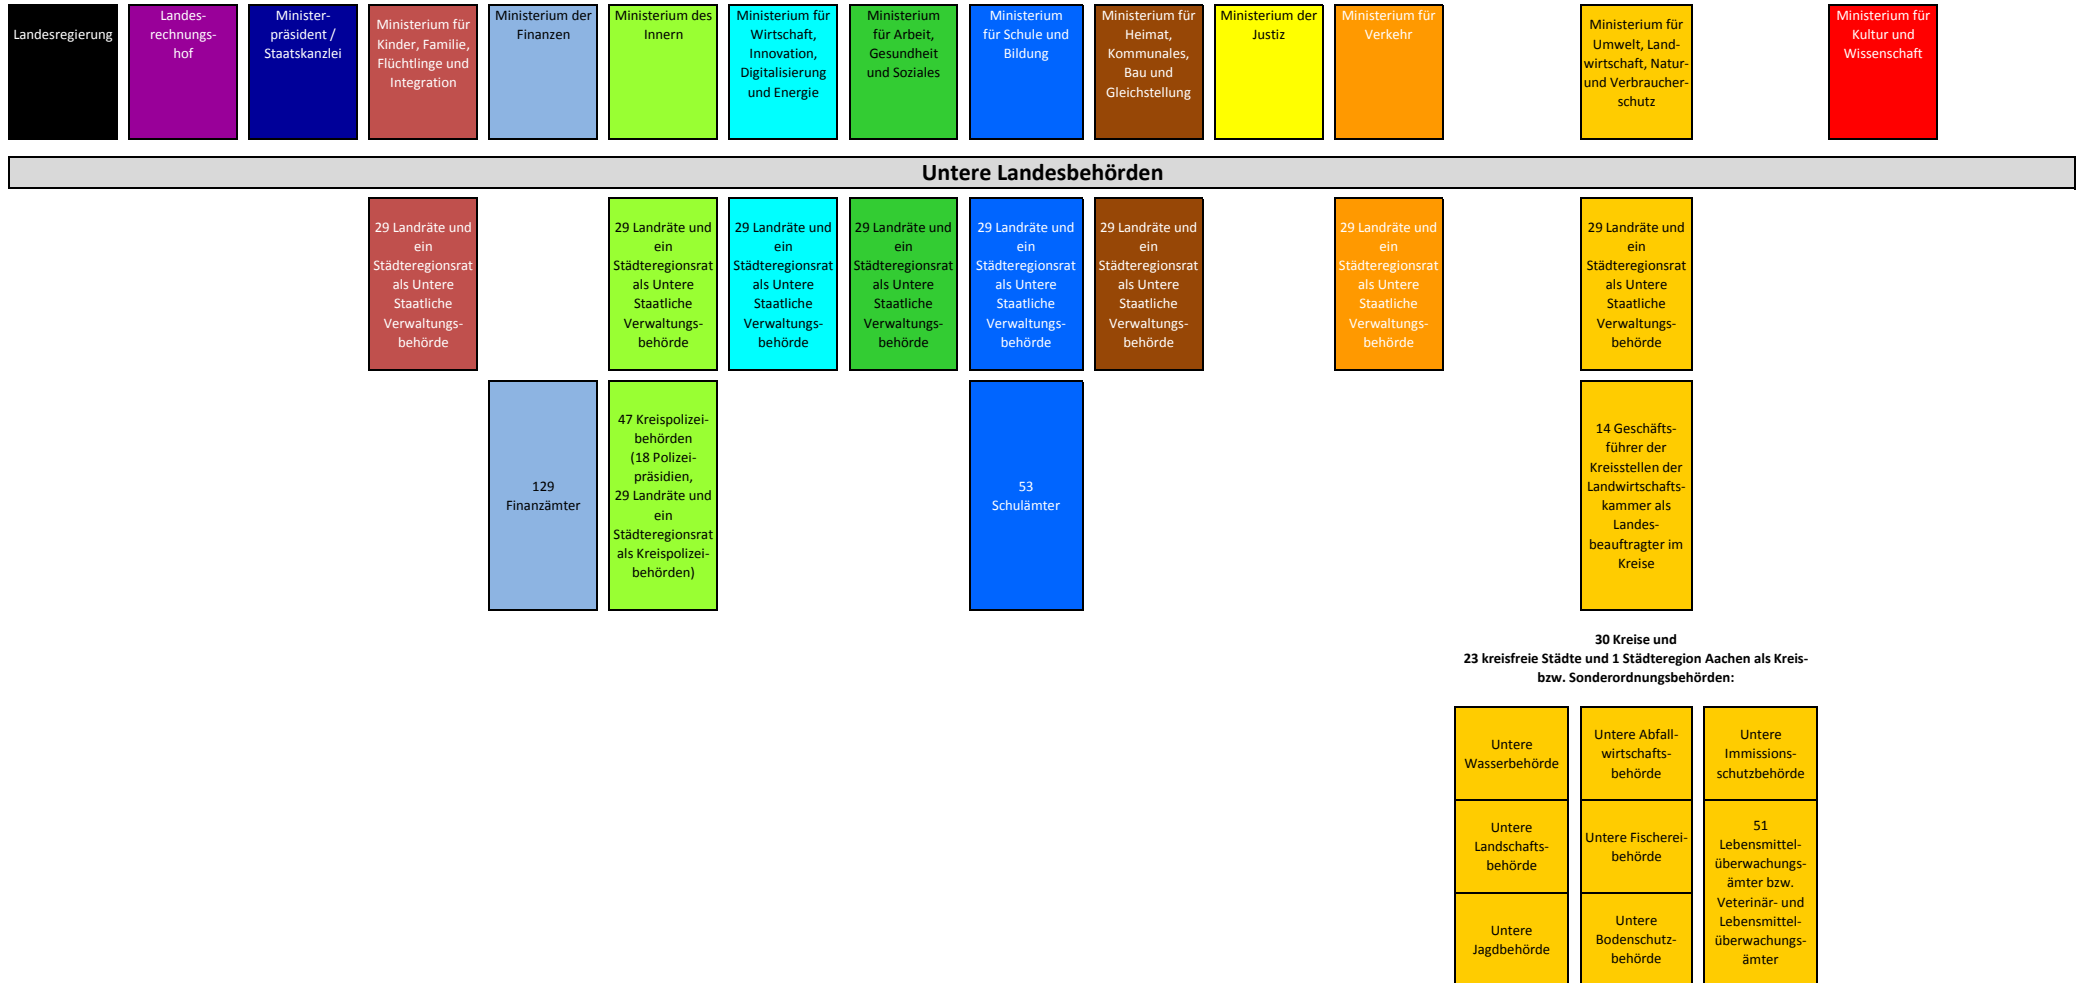 Landesregierung
Landes-
rechnungs-
hof
Minister-
präsident /
Staatskanzlei
Ministerium für
Kinder, Familie,
Flüchtlinge und
Integration
Ministerium der
Finanzen
Ministerium des
Innern
Ministerium für
Wirtschaft,
Innovation,
Digitalisierung
und Energie
Ministerium
für Arbeit,
Gesundheit
und Soziales
Ministerium
für Schule und
Bildung
Ministerium für
Heimat,
Kommunales,
Bau und
Gleichstellung
Ministerium der
Justiz
Ministerium für
Verkehr
Ministerium für
Umwelt, Land-
wirtschaft, Natur-
und Verbraucher-
schutz
Ministerium für
Kultur und
Wissenschaft
Untere Landesbehörden
29 Landräte und
ein
Städteregionsrat
als Untere
Staatliche
Verwaltungs-
behörde
29 Landräte und
ein
Städteregionsrat
als Untere
Staatliche
Verwaltungs-
behörde
29 Landräte und
ein
Städteregionsrat
als Untere
Staatliche
Verwaltungs-
behörde
29 Landräte und
ein
Städteregionsrat
als Untere
Staatliche
Verwaltungs-
behörde
29 Landräte und
ein
Städteregionsrat
als Untere
Staatliche
Verwaltungs-
behörde
29 Landräte und
ein
Städteregionsrat
als Untere
Staatliche
Verwaltungs-
behörde
29 Landräte und
ein
Städteregionsrat
als Untere
Staatliche
Verwaltungs-
behörde
29 Landräte und
ein
Städteregionsrat
als Untere
Staatliche
Verwaltungs-
behörde
129
Finanzämter
47 Kreispolizei-
behörden
(18 Polizei-
präsidien,
29 Landräte und
ein
Städteregionsrat
als Kreispolizei-
behörden)
53
Schulämter
14 Geschäfts-
führer der
Kreisstellen der
Landwirtschafts-
kammer als
Landes-
beauftragter im
Kreise
30 Kreise und
23 kreisfreie Städte und 1 Städteregion Aachen als Kreis-
bzw. Sonderordnungsbehörden:
Untere
Wasserbehörde
Untere Abfall-
wirtschafts-
behörde
Untere
Immissions-
schutzbehörde
Untere
Landschafts-
behörde
Untere Fischerei-
behörde
51
Lebensmittel-
überwachungs-
ämter bzw.
Veterinär- und
Lebensmittel-
überwachungs-
ämter
Untere
Jagdbehörde
Untere
Bodenschutz-
behörde